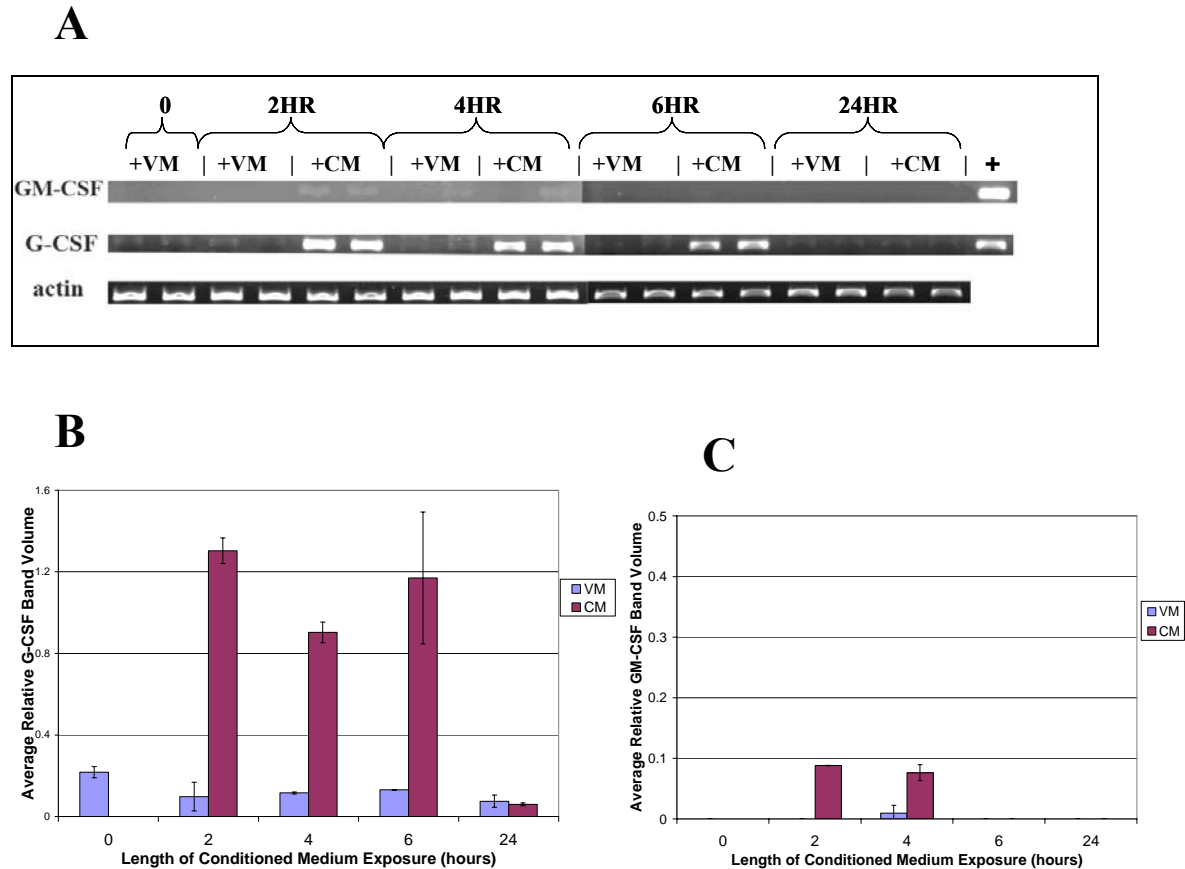 A
0 2HR 4HR 6HR 24HR
+VM | +VM | +CM | +VM | +CM | +VM | +CM | +VM | +CM | +
GM-CSF
G-CSF
actin
B
Average Relative G-CSF Band Volume
1.6
1.2
0.8
0.4
0
0 2 4 6 24
Length of Conditioned Medium Exposure (hours)
VM
CM
C
Average Relative GM-CSF Band Volume
0.5
0.4
0.3
0.2
0.1
0
0 2 4 6 24
Length of Conditioned Medium Exposure (hours)
VM
CM